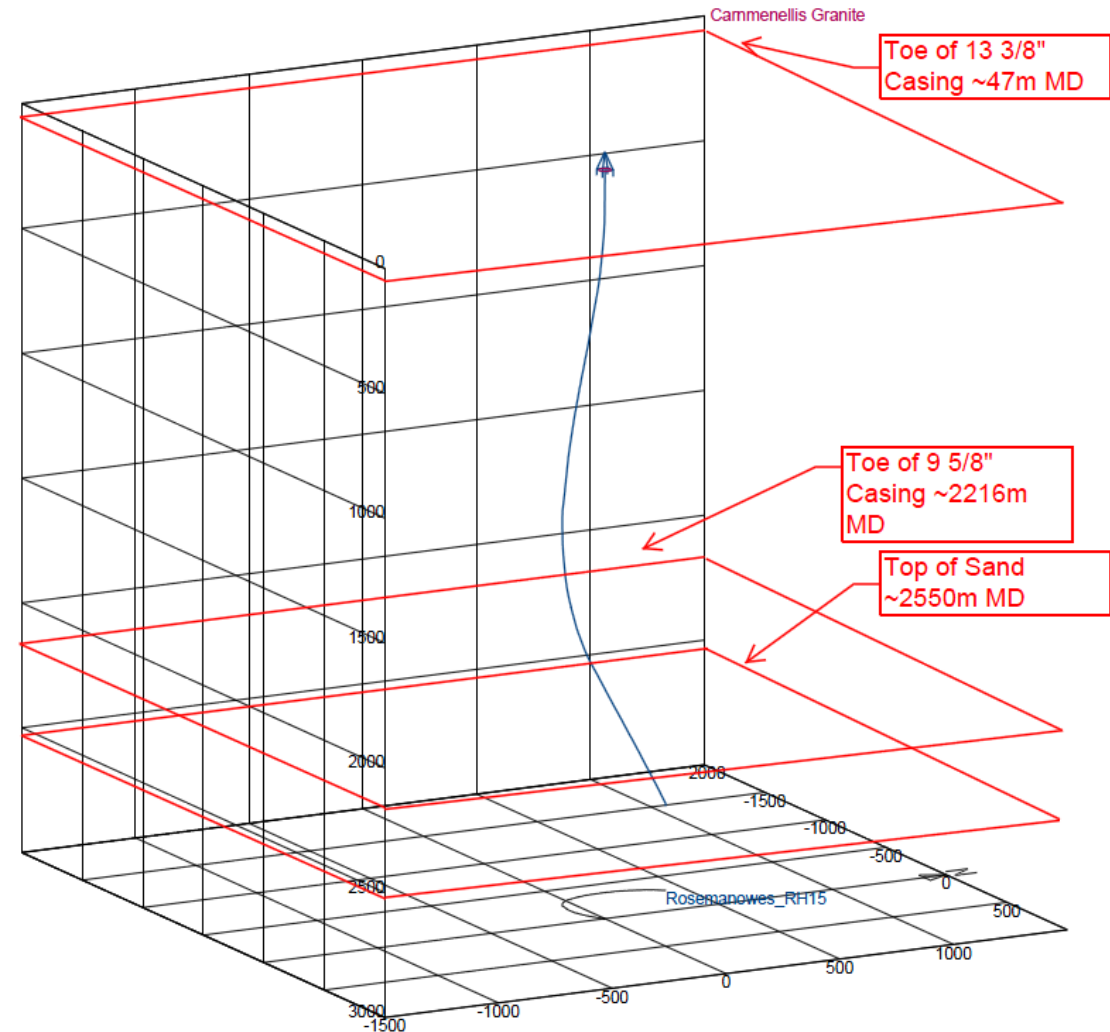 Carnmenellis Granite
Toe of 13 3/8"
Casing ~47m MD
0
500
1000
Toe of 9 5/8"
Casing ~2216m
MD
Top of Sand
~2550m MD
1500
2000
2000
-1500
-1000
-500
0
500
2500
Rosemanowes_RH15
3000
-1500
-1000
-500
0
500
1000